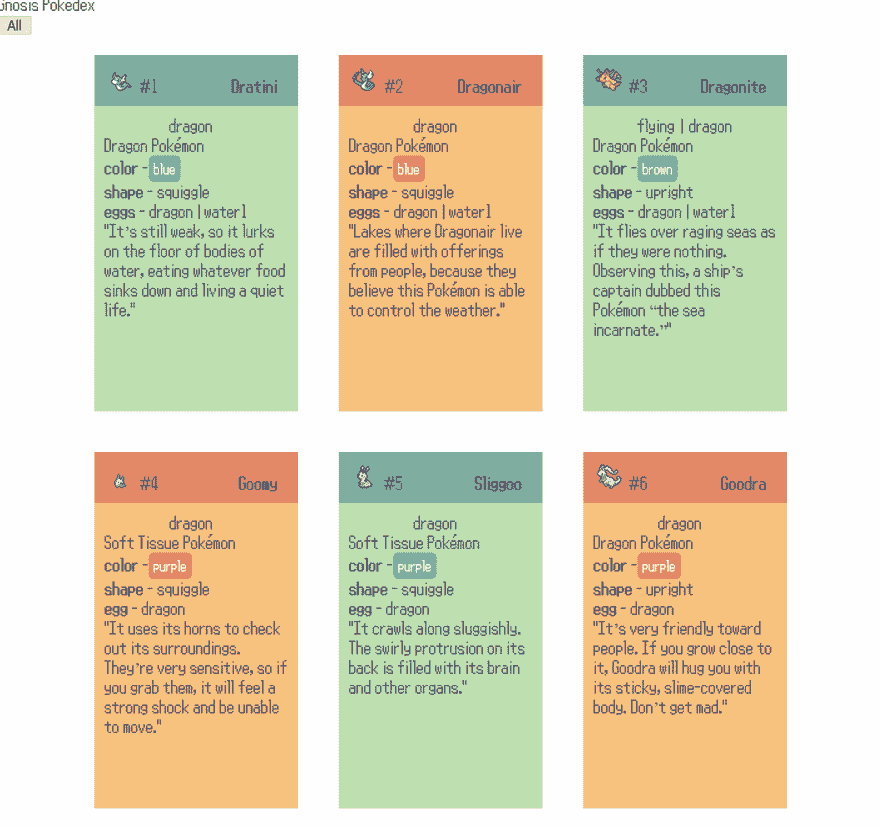 Gnosis Pokedex
All
#1 Dratini
dragon
Dragon Pokémon
color - blue
shape - squiggle
eggs - dragon | water1
"It's still weak, so it lurks
on the floor of bodies of
water, eating whatever food
sinks down and living a quiet
life."
#2 Dragonair
dragon
Dragon Pokémon
color - blue
shape - squiggle
eggs - dragon | water1
"Lakes where Dragonair live
are filled with offerings
from people, because they
believe this Pokémon is able
to control the weather."
#3 Dragonite
flying | dragon
Dragon Pokémon
color - brown
shape - upright
eggs - dragon | water1
"It flies over raging seas as
if they were nothing.
Observing this, a ship's
captain dubbed this
Pokémon “the sea
incarnate.”"
#4 Goomy
dragon
Soft Tissue Pokémon
color - purple
shape - squiggle
egg - dragon
"It uses its horns to check
out its surroundings.
They're very sensitive, so if
you grab them, it will feel a
strong shock and be unable
to move."
#5 Sliggoo
dragon
Soft Tissue Pokémon
color - purple
shape - squiggle
egg - dragon
"It crawls along sluggishly.
The swirly protrusion on its
back is filled with its brain
and other organs."
#6 Goodra
dragon
Dragon Pokémon
color - purple
shape - upright
egg - dragon
"It's very friendly toward
people. If you grow close to
it, Goodra will hug you with
its sticky, slime-covered
body. Don't get mad."